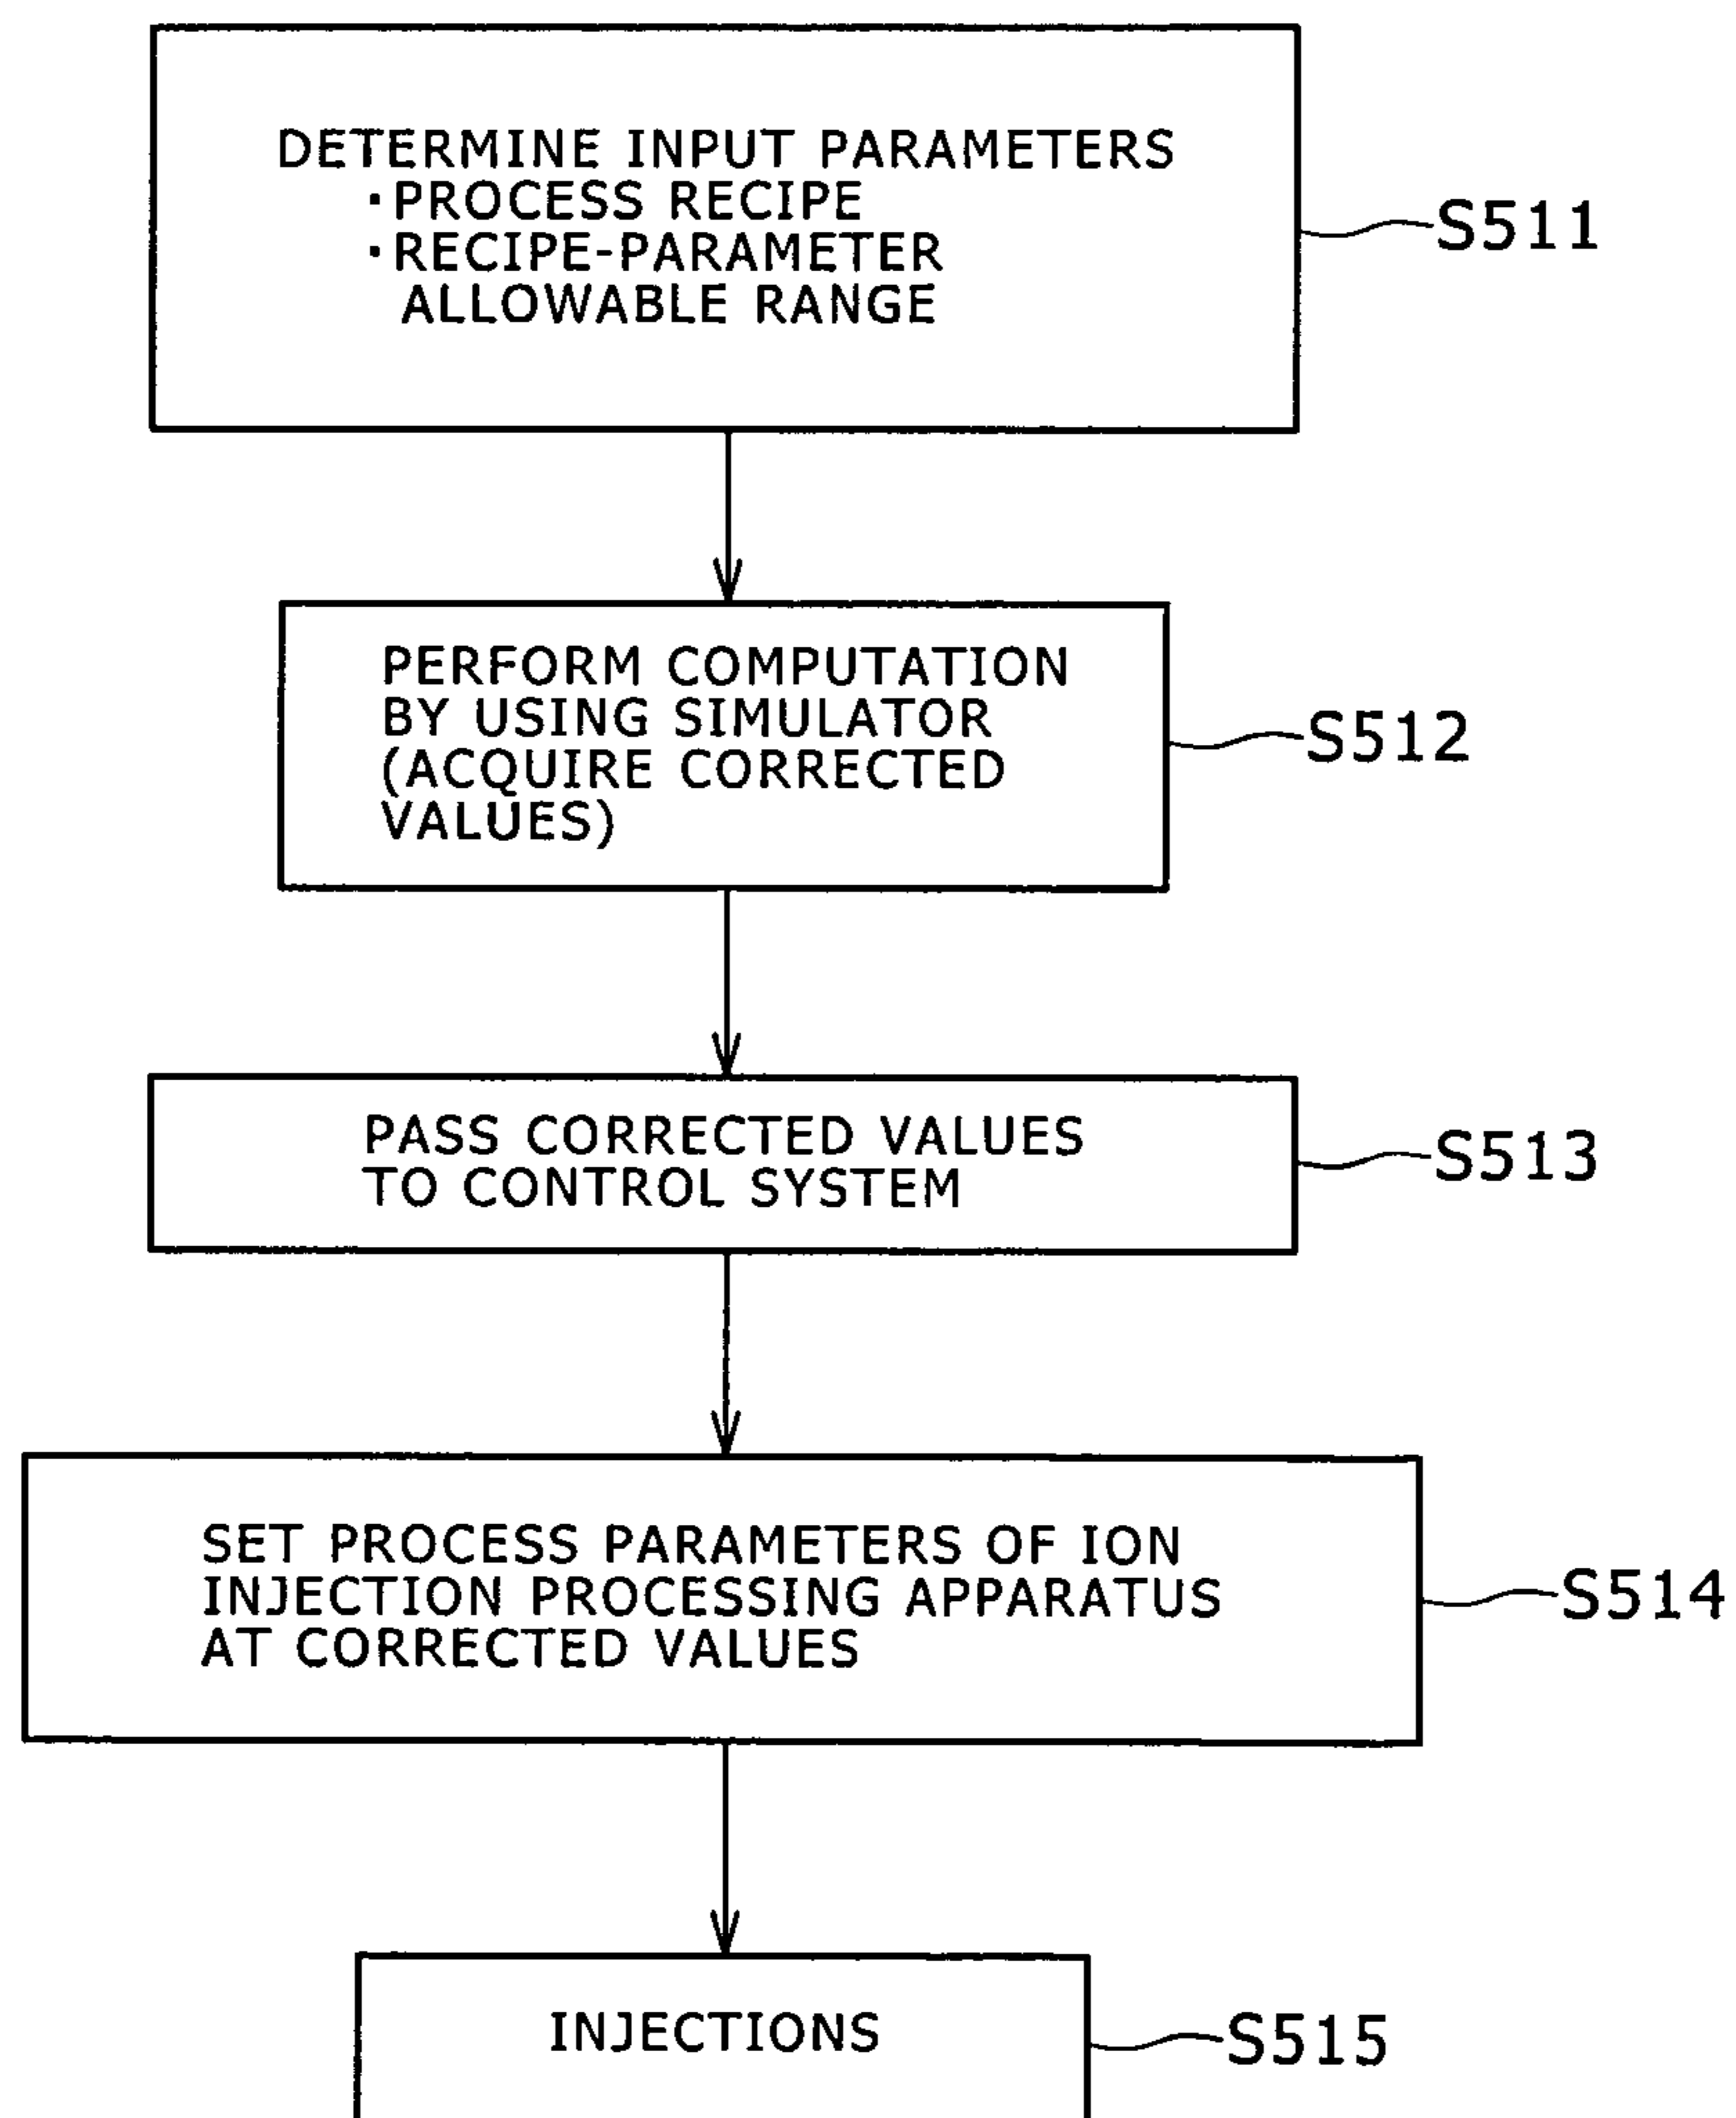 DETERMINE INPUT PARAMETERS
・PROCESS RECIPE
・RECIPE-PARAMETER
ALLOWABLE RANGE
S511
PERFORM COMPUTATION
BY USING SIMULATOR
(ACQUIRE CORRECTED
VALUES)
S512
PASS CORRECTED VALUES
TO CONTROL SYSTEM
S513
SET PROCESS PARAMETERS OF ION
INJECTION PROCESSING APPARATUS
AT CORRECTED VALUES
S514
INJECTIONS
S515